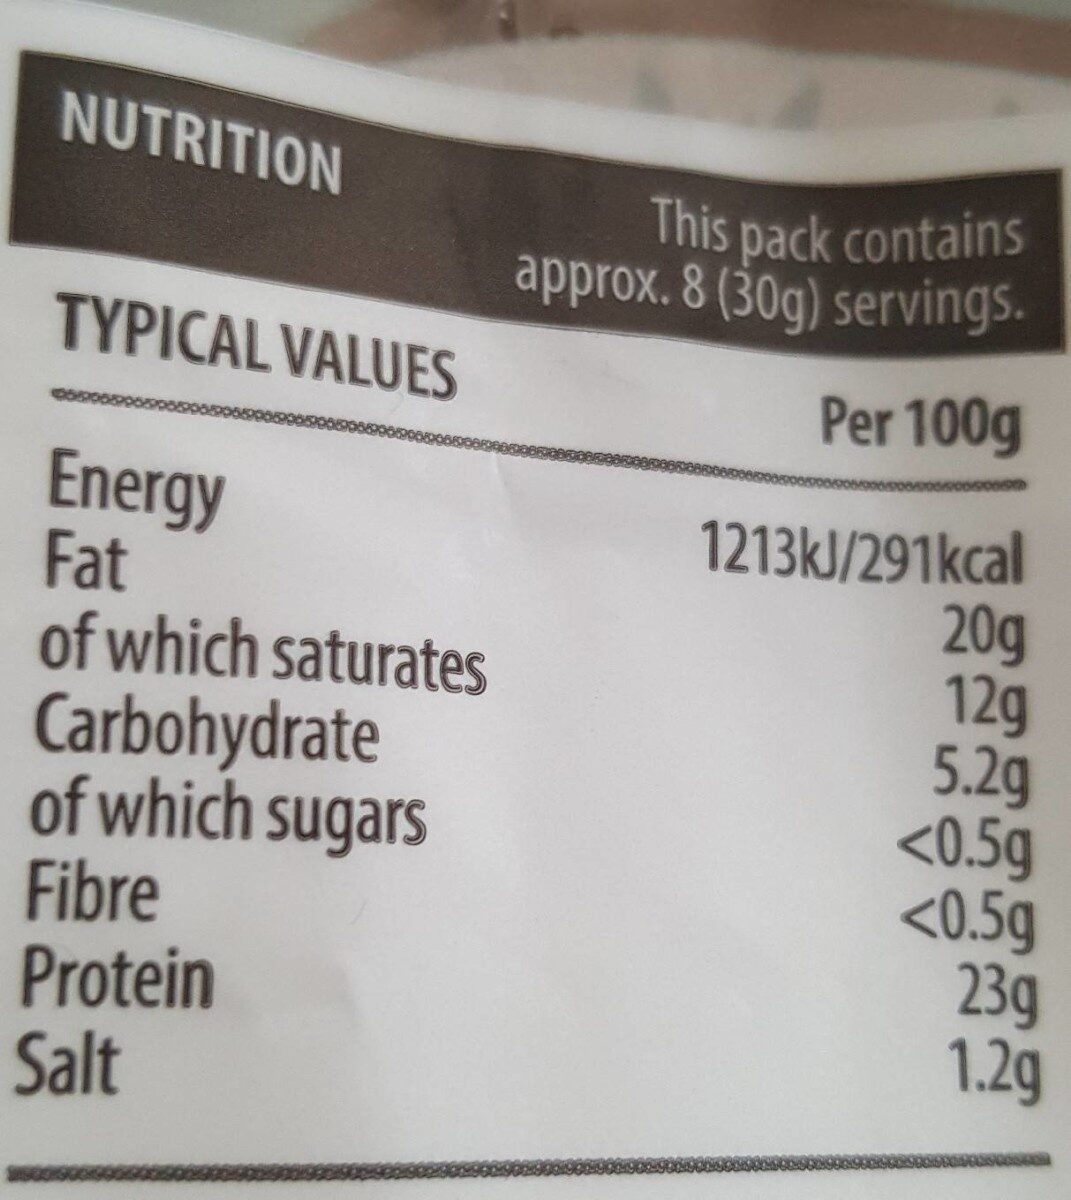 NUTRITION
This pack contains
approx. 8 (30g) servings.
TYPICAL VALUES
Per 100g
Energy 1213kJ/291kcal
Fat 20g
of which saturates 12g
Carbohydrate 5.2g
of which sugars <0.5g
Fibre <0.5g
Protein 23g
Salt 1.2g